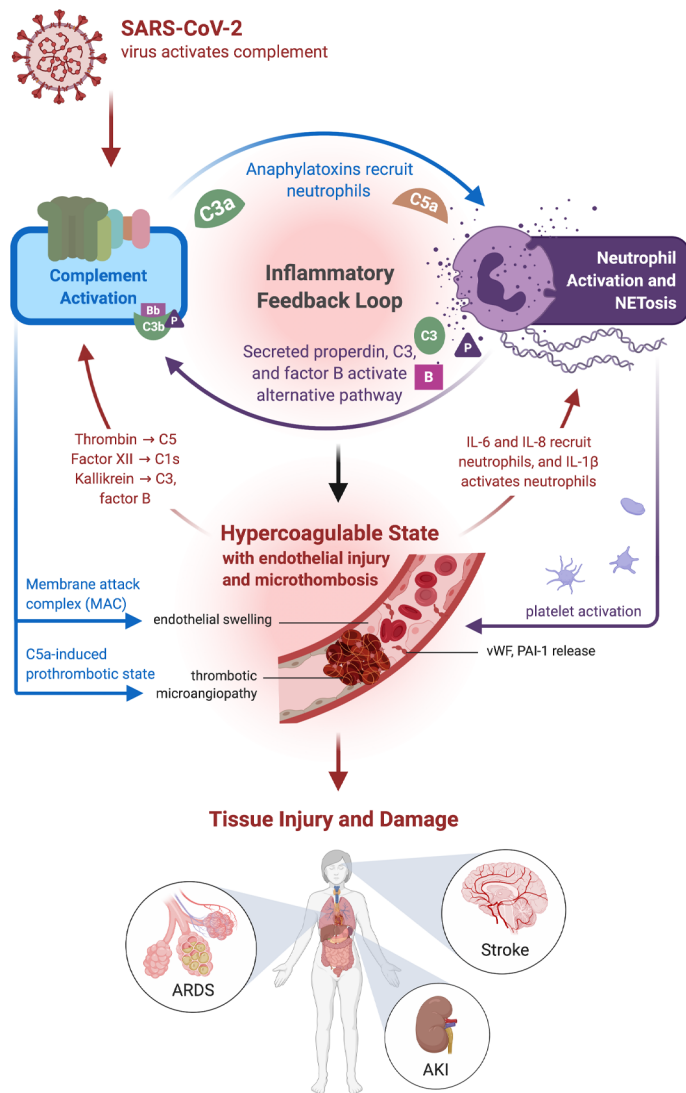 SARS-CoV-2
virus activates complement
Anaphylatoxins recruit
neutrophils
C3a
C5a
Complement
Activation
Bb
C3b
P
Inflammatory
Feedback Loop
Neutrophil
Activation and
NETosis
C3
P
B
Secreted properdin, C3,
and factor B activate
alternative pathway
Thrombin → C5
Factor XII → C1s
Kallikrein → C3,
factor B
IL-6 and IL-8 recruit
neutrophils, and IL-1β
activates neutrophils
Hypercoagulable State
with endothelial injury
and microthombosis
Membrane attack
complex (MAC)
endothelial swelling
platelet activation
C5a-induced
prothrombotic state
thrombotic
microangiopathy
vWF, PAI-1 release
Tissue Injury and Damage
Stroke
ARDS
AKI